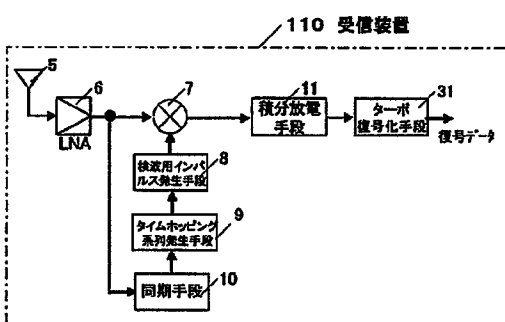 110 受信装置
5
6
LNA
7
11
積分放電
手段
31
ターボ
復号化手段
復号データ
検波用インパ
ルス発生手段
8
タイムホッピング
系列発生手段
9
同期手段
10